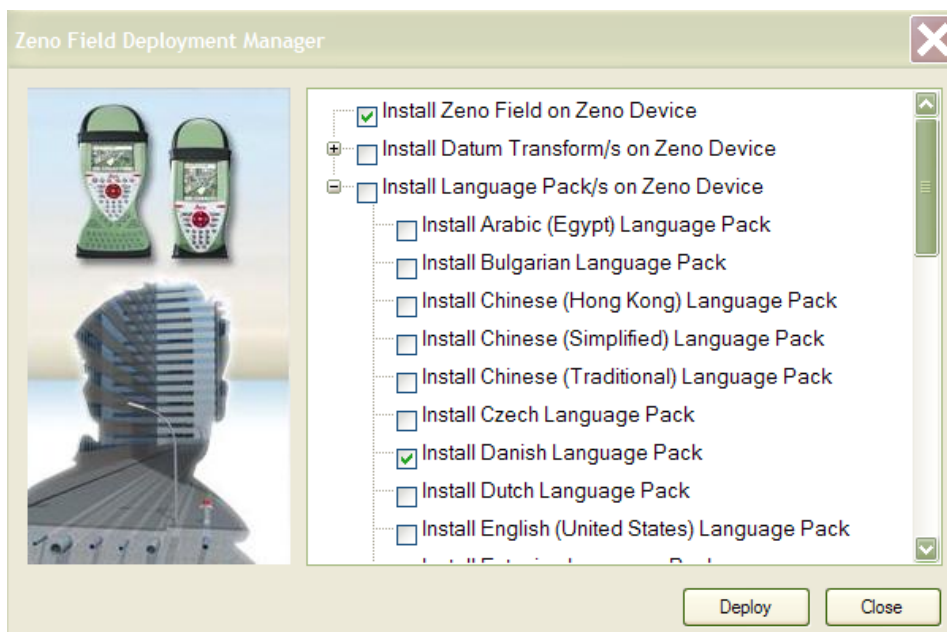 Zeno Field Deployment Manager
Install Zeno Field on Zeno Device
Install Datum Transform/s on Zeno Device
Install Language Pack/s on Zeno Device
Install Arabic (Egypt) Language Pack
Install Bulgarian Language Pack
Install Chinese (Hong Kong) Language Pack
Install Chinese (Simplified) Language Pack
Install Chinese (Traditional) Language Pack
Install Czech Language Pack
Install Danish Language Pack
Install Dutch Language Pack
Install English (United States) Language Pack
Deploy
Close